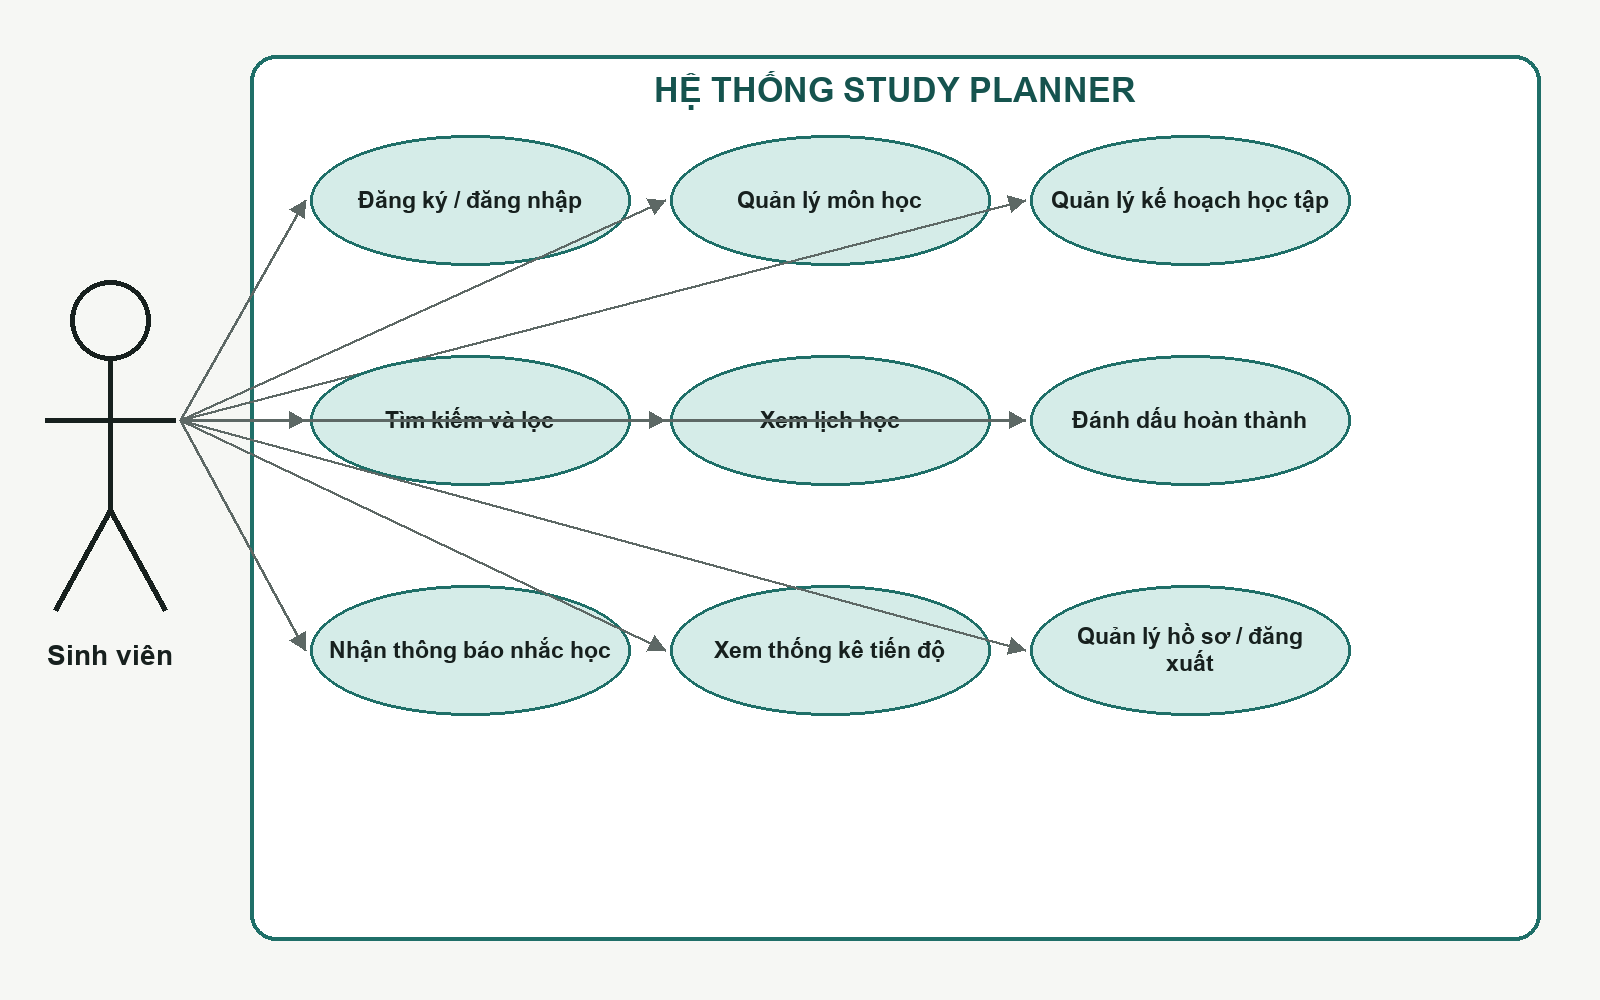 HỆ THỐNG STUDY PLANNER
Đăng ký / đăng nhập
Quản lý môn học
Quản lý kế hoạch học tập
Tìm kiếm và lọc
Xem lịch học
Đánh dấu hoàn thành
Sinh viên
Nhận thông báo nhắc học
Xem thống kê tiến độ
Quản lý hồ sơ / đăng
xuất